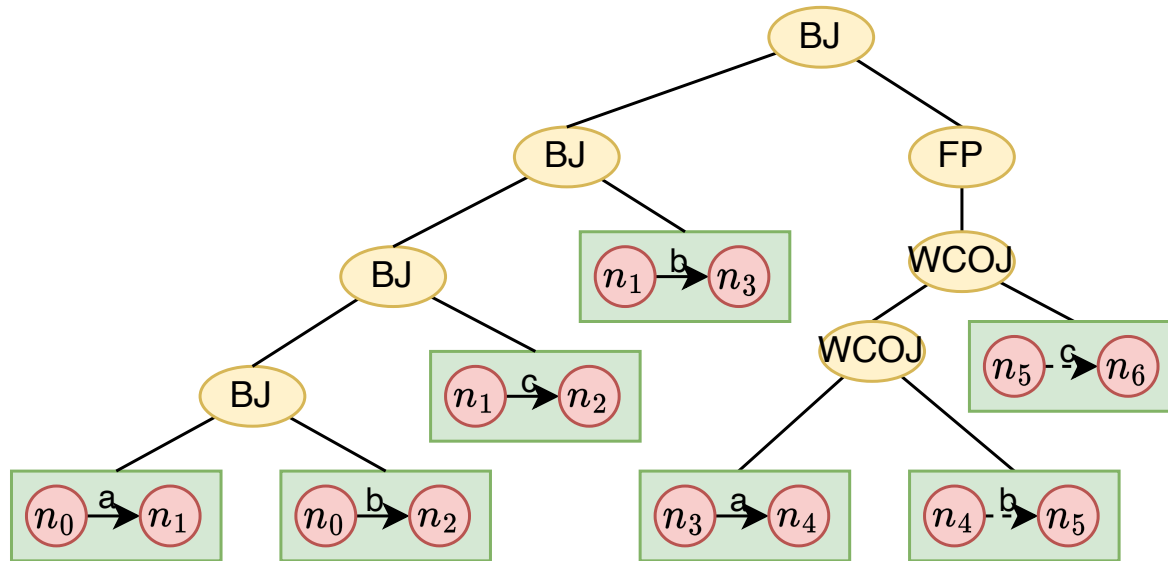 BJ
BJ
FP
BJ
n₁ b n₃
WCOJ
BJ
n₁ c n₂
WCOJ
n₅ c n₆
n₀ a n₁
n₀ b n₂
n₃ a n₄
n₄ b n₅